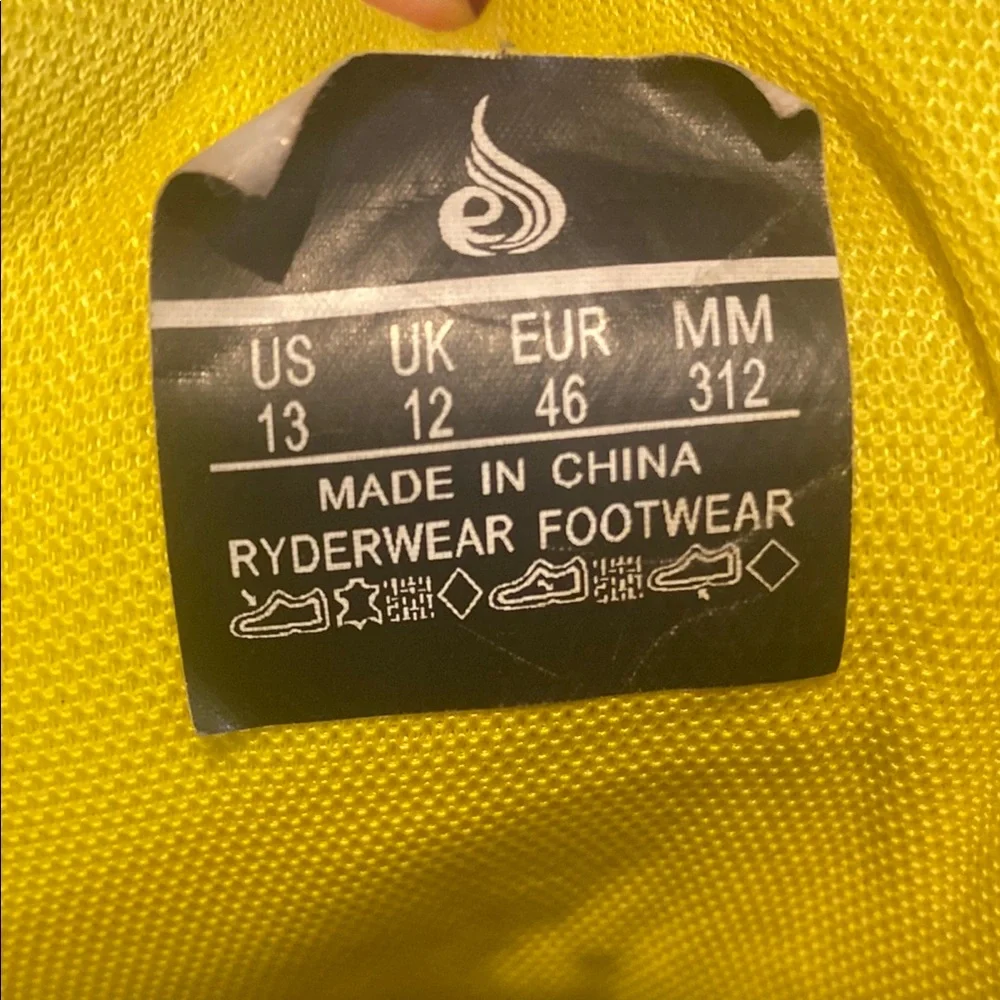 US UK EUR MM
13 12 46 312
MADE IN CHINA
RYDERWEAR FOOTWEAR